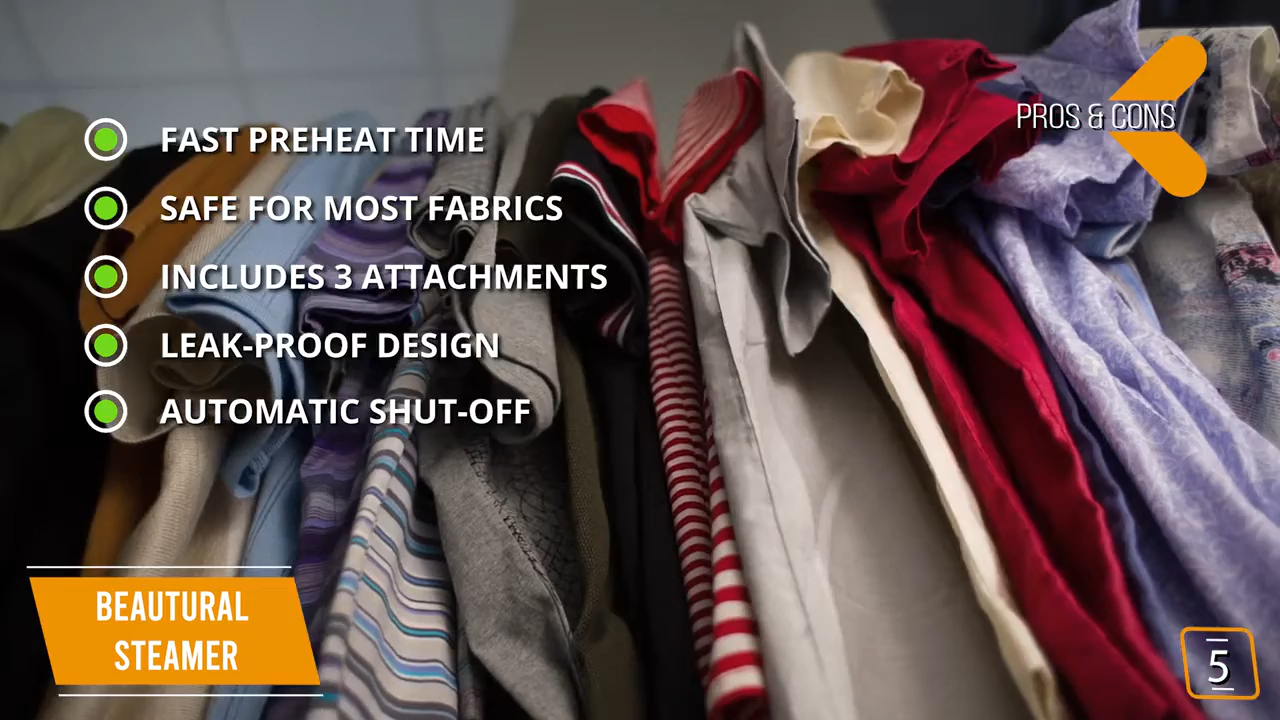 PROS & CONS
FAST PREHEAT TIME
SAFE FOR MOST FABRICS
INCLUDES 3 ATTACHMENTS
LEAK-PROOF DESIGN
AUTOMATIC SHUT-OFF
BEAUTURAL
STEAMER
5